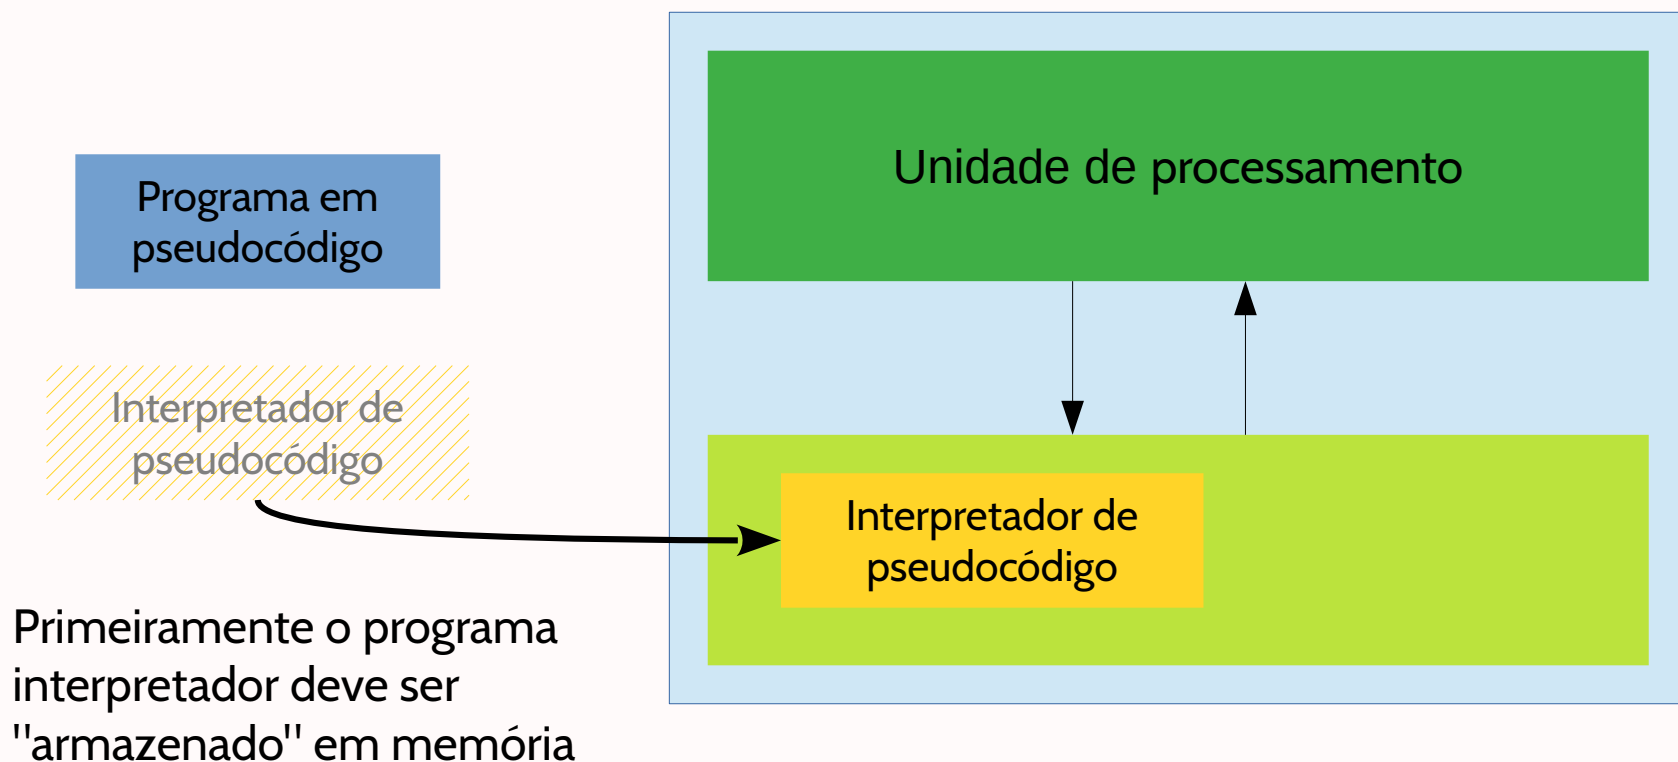 Programa em
pseudocódigo
Interpretador de
pseudocódigo
Primeiramente o programa
interpretador deve ser
"armazenado" em memória
Unidade de processamento
Interpretador de
pseudocódigo